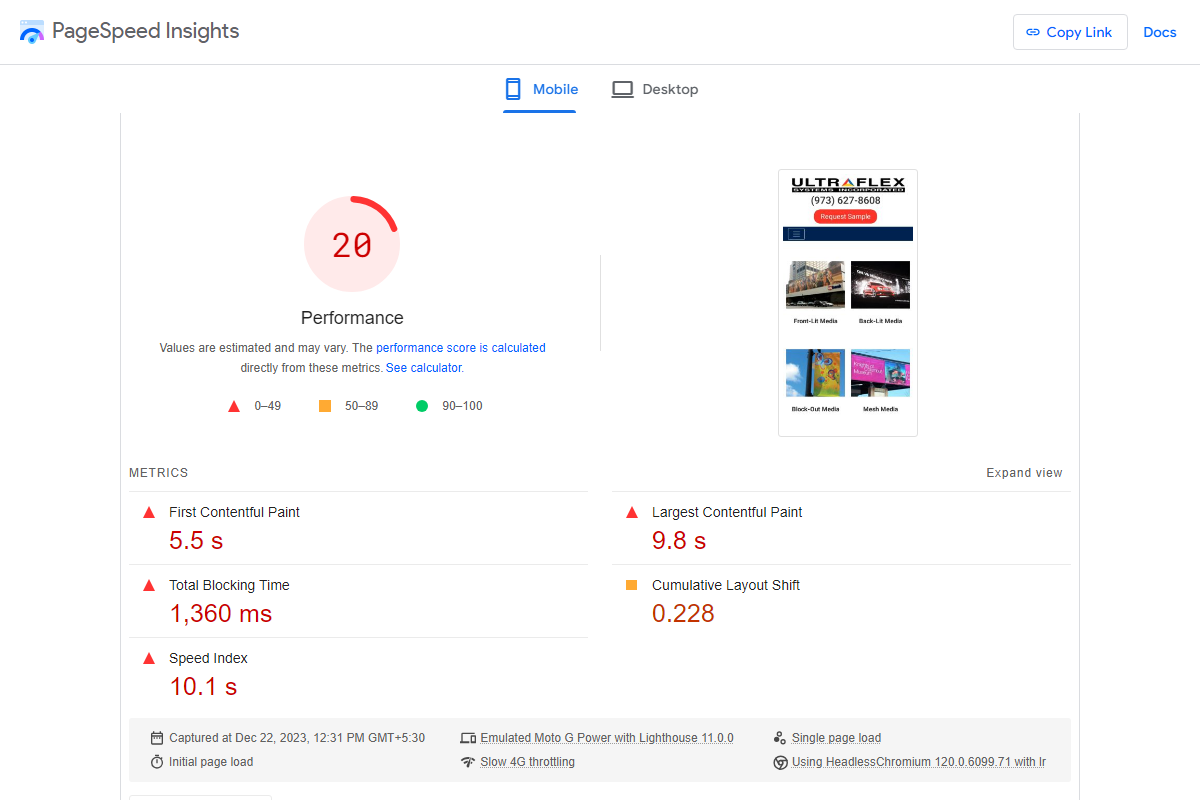 PageSpeed Insights
Copy Link
Docs
Mobile
Desktop
20
Performance
Values are estimated and may vary. The performance score is calculated
directly from these metrics. See calculator.
0–49
50–89
90–100
ULTRAFLEX
SYSTEMS INCORPORATED
(973) 627-8608
Request Sample
Front-Lit Media
Back-Lit Media
Block-Out Media
Mesh Media
METRICS
Expand view
First Contentful Paint
5.5 s
Largest Contentful Paint
9.8 s
Total Blocking Time
1,360 ms
Cumulative Layout Shift
0.228
Speed Index
10.1 s
Captured at Dec 22, 2023, 12:31 PM GMT+5:30
Emulated Moto G Power with Lighthouse 11.0.0
Single page load
Initial page load
Slow 4G throttling
Using HeadlessChromium 120.0.6099.71 with lr